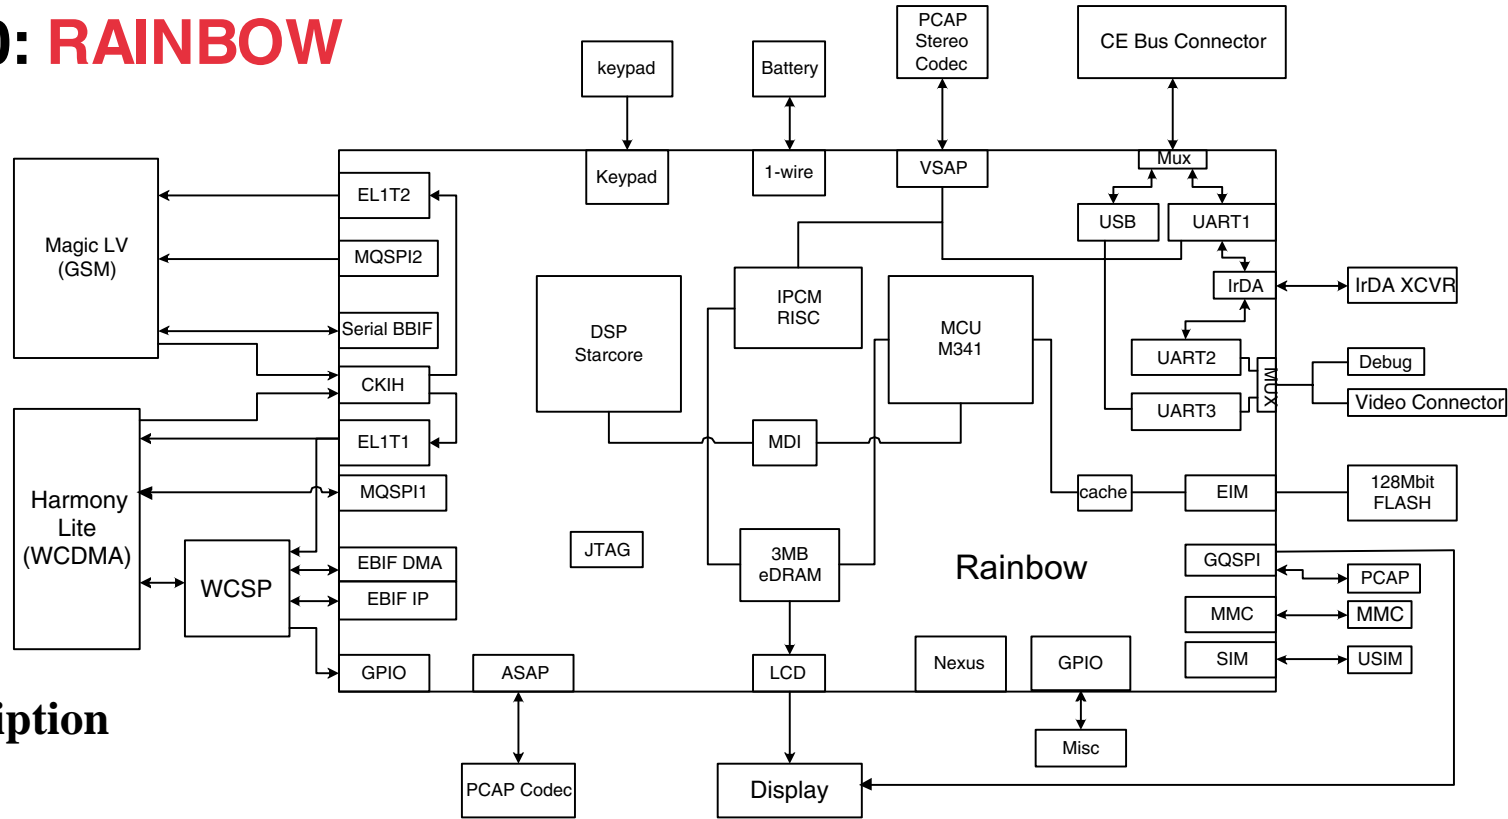 0: RAINBOW
keypad
Battery
PCAP
Stereo
Codec
CE Bus Connector
Keypad
1-wire
VSAP
Mux
Magic LV
(GSM)
EL1T2
MQSPI2
Serial BBIF
CKIH
EL1T1
MQSPI1
USB
UART1
IrDA
IrDA XCVR
IPCM
RISC
DSP
Starcore
MCU
M341
UART2
UART3
MUX
Debug
Video Connector
MDI
Harmony
Lite
(WCDMA)
cache
EIM
128Mbit
FLASH
JTAG
3MB
eDRAM
Rainbow
WCSP
EBIF DMA
EBIF IP
GQSPI
PCAP
MMC
MMC
SIM
USIM
GPIO
ASAP
LCD
Nexus
GPIO
iption
Misc
PCAP Codec
Display